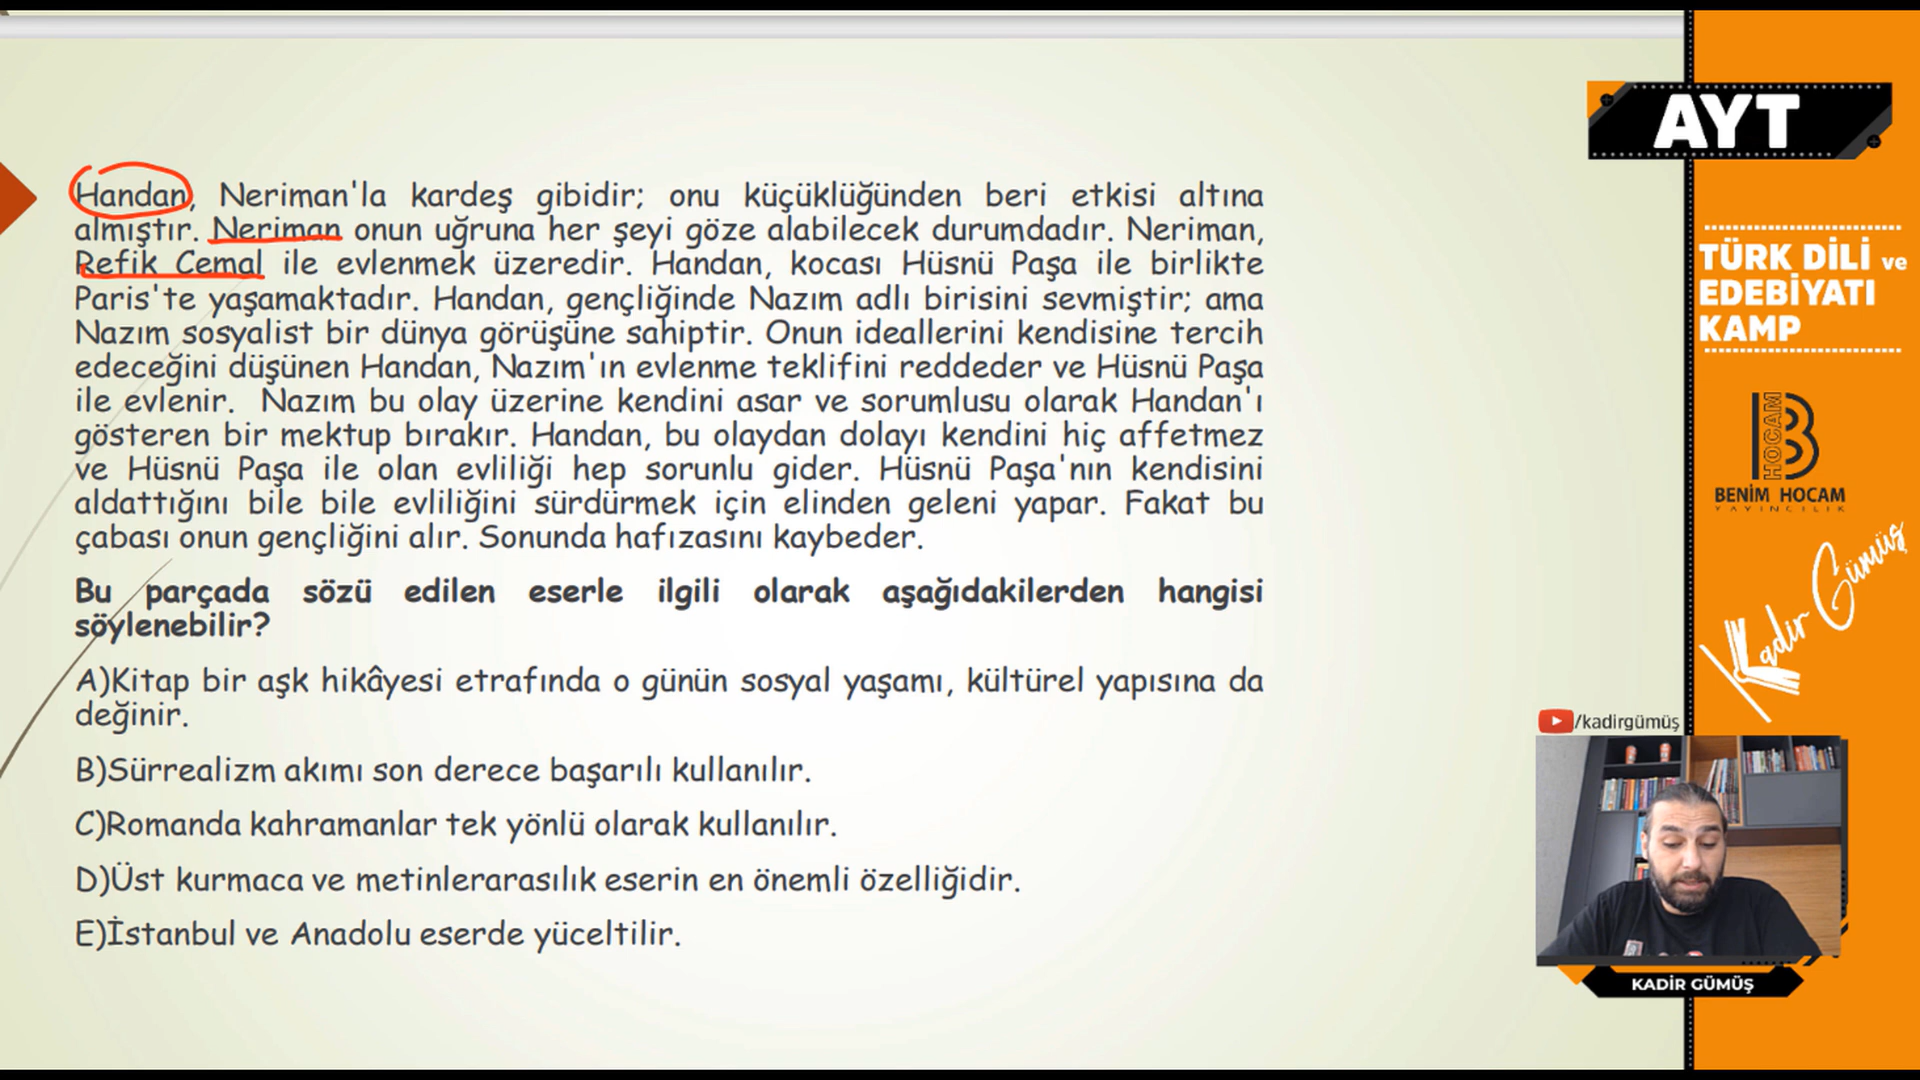 Handan, Neriman'la kardeş gibidir; onu küçüklüğünden beri etkisi altına
almıştır. Neriman onun uğruna her şeyi göze alabilecek durumdadır. Neriman,
Refik Cemal ile evlenmek üzeredir. Handan, kocası Hüsnü Paşa ile birlikte
Paris'te yaşamaktadır. Handan, gençliğinde Nazım adlı birisini sevmiştir; ama
Nazım sosyalist bir dünya görüşüne sahiptir. Onun ideallerini kendisine tercih
edeceğini düşünen Handan, Nazım'ın evlenme teklifini reddeder ve Hüsnü Paşa
ile evlenir. Nazım bu olay üzerine kendini asar ve sorumlusu olarak Handan'ı
gösteren bir mektup bırakır. Handan, bu olaydan dolayı kendini hiç affetmez
ve Hüsnü Paşa ile olan evliliği hep sorunlu gider. Hüsnü Paşa'nın kendisini
aldattığını bile bile evliliğini sürdürmek için elinden geleni yapar. Fakat bu
çabası onun gençliğini alır. Sonunda hafızasını kaybeder.
Bu parçada sözü edilen eserle ilgili olarak aşağıdakilerden hangisi
söylenebilir?
A)Kitap bir aşk hikâyesi etrafında o günün sosyal yaşamı, kültürel yapısına da
değinir.
B)Sürrealizm akımı son derece başarılı kullanılır.
C)Romanda kahramanlar tek yönlü olarak kullanılır.
D)Üst kurmaca ve metinlerarasılık eserin en önemli özelliğidir.
E)İstanbul ve Anadolu eserde yüceltilir.
AYT
TÜRK DİLİ ve
EDEBİYATI
KAMP
HOCAM
BENİM HOCAM
YAYINCILIK
Kadir Gümüş
/kadirgümüş
KADİR GÜMÜŞ